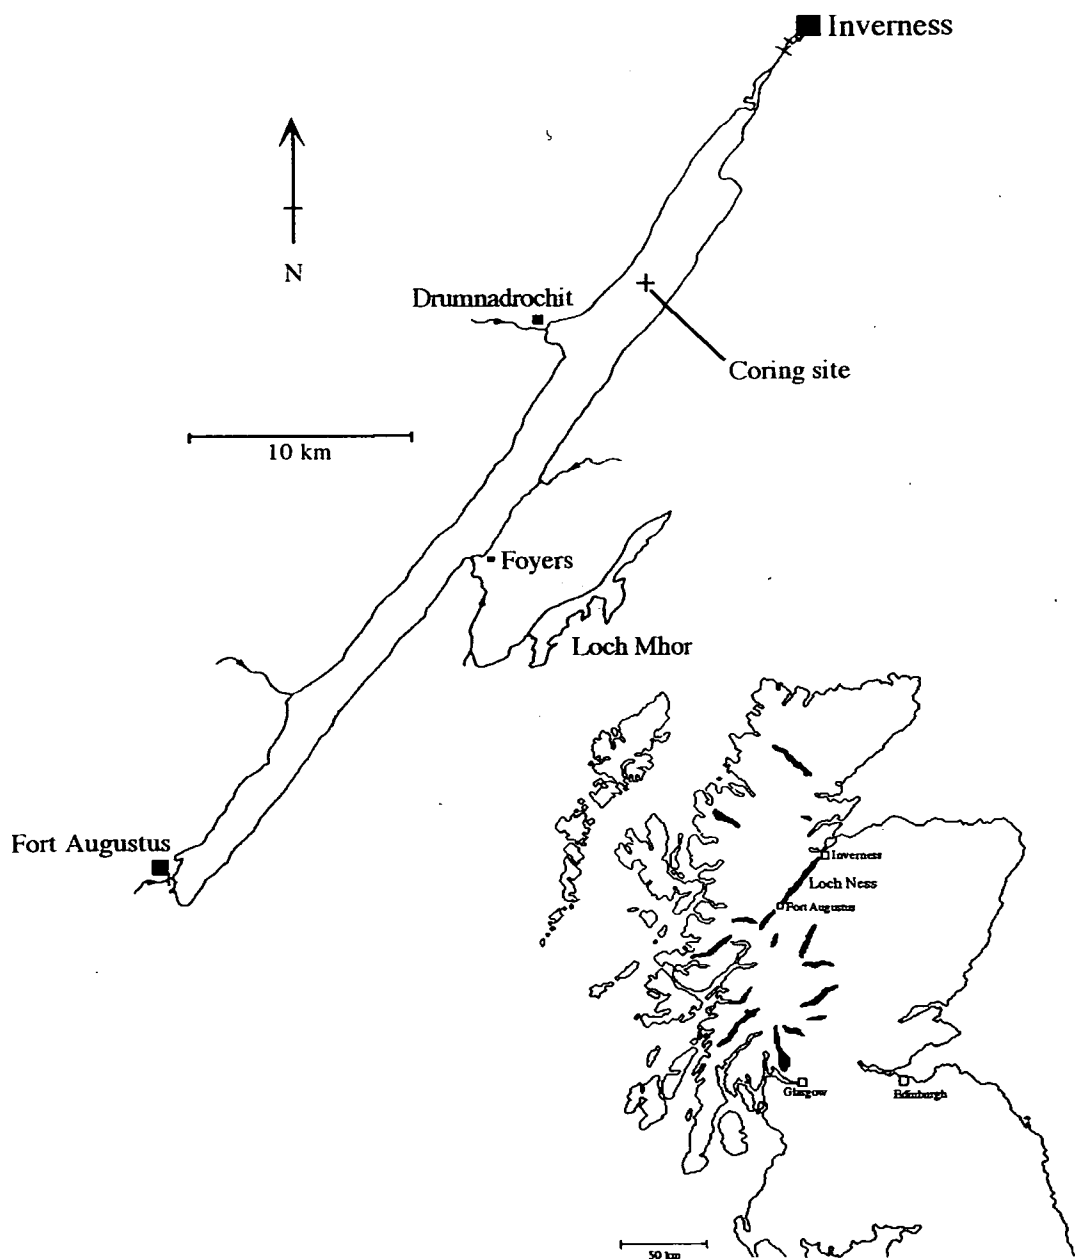 Inverness
N
Drumnadrochit
Coring site
10 km
Foyers
Loch Mhor
Fort Augustus
Inverness
Loch Ness
Fort Augustus
Glasgow
Edinburgh
50 km